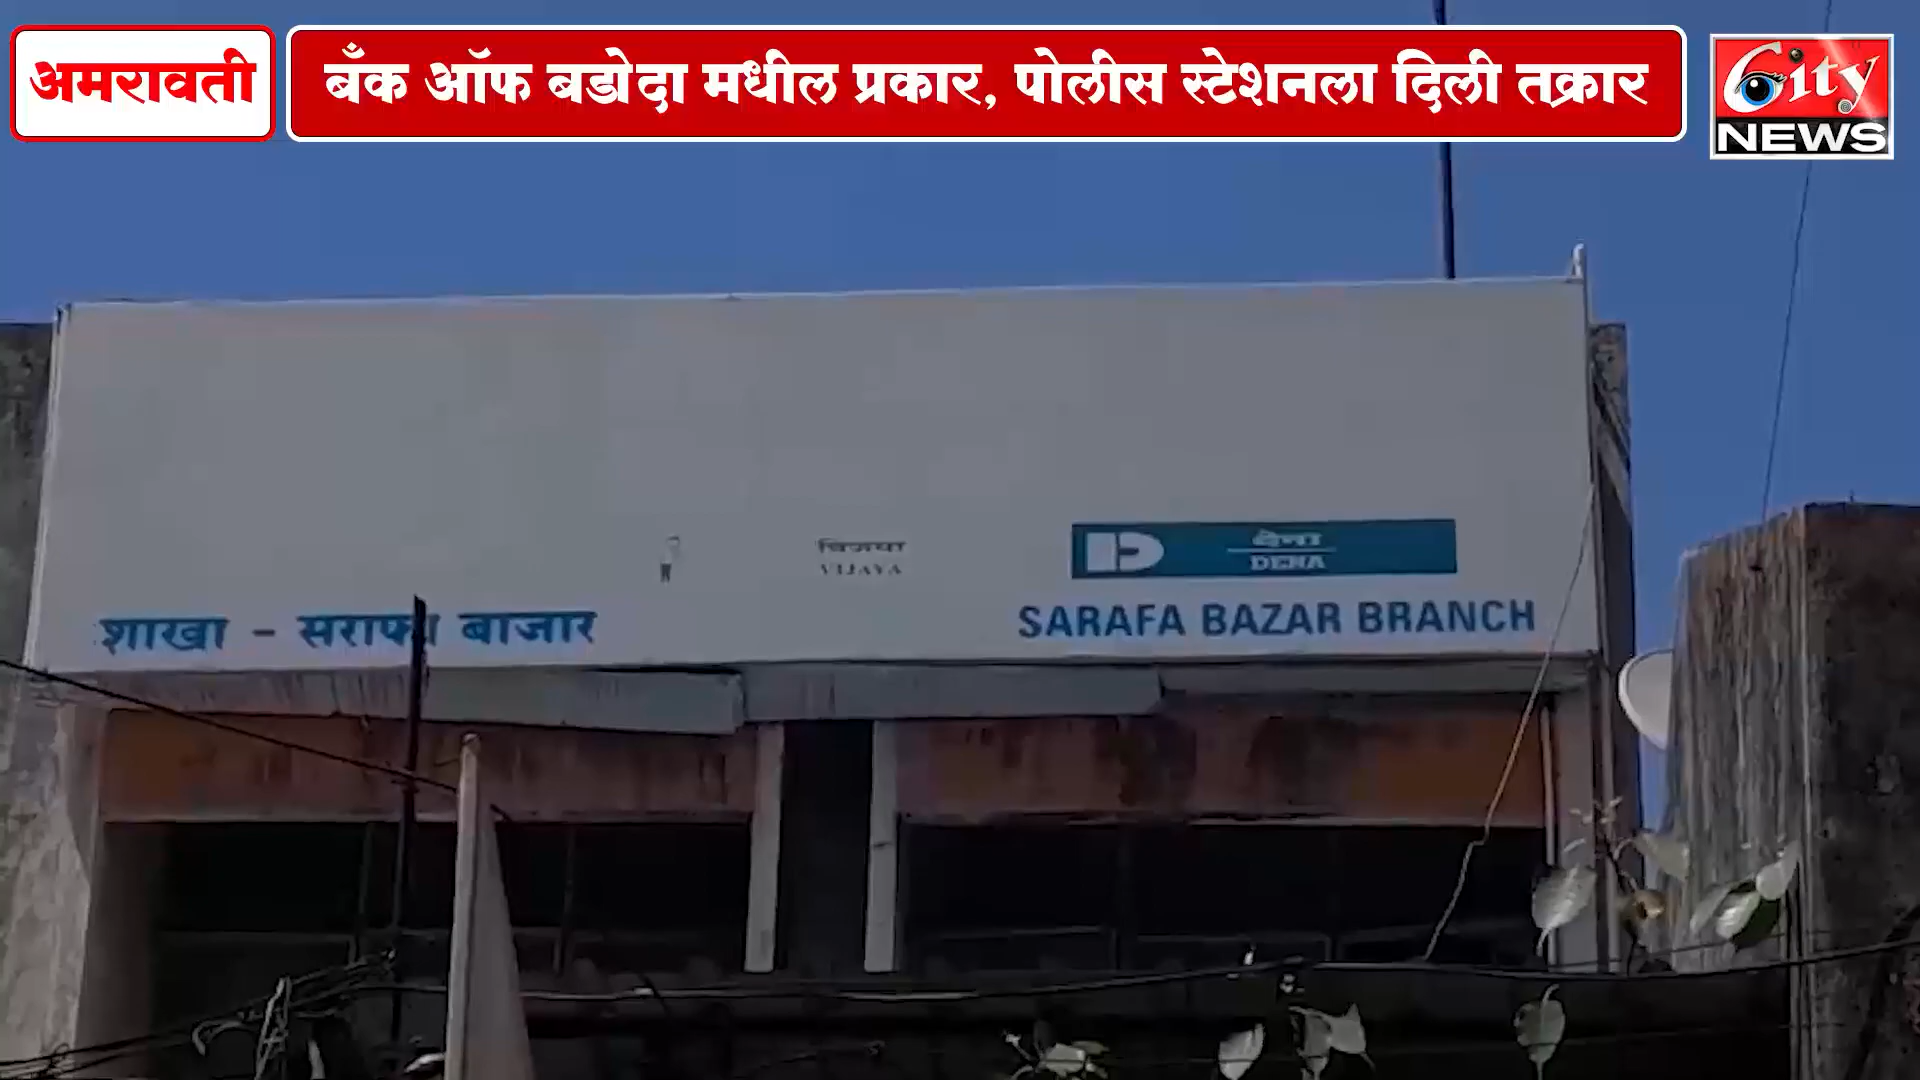 अमरावती
बँक ऑफ बडोदा मधील प्रकार, पोलीस स्टेशनला दिली तक्रार
City
NEWS
विजया
VIJAYA
देना
DENA
शाखा - सराफा बाजार
SARAFA BAZAR BRANCH